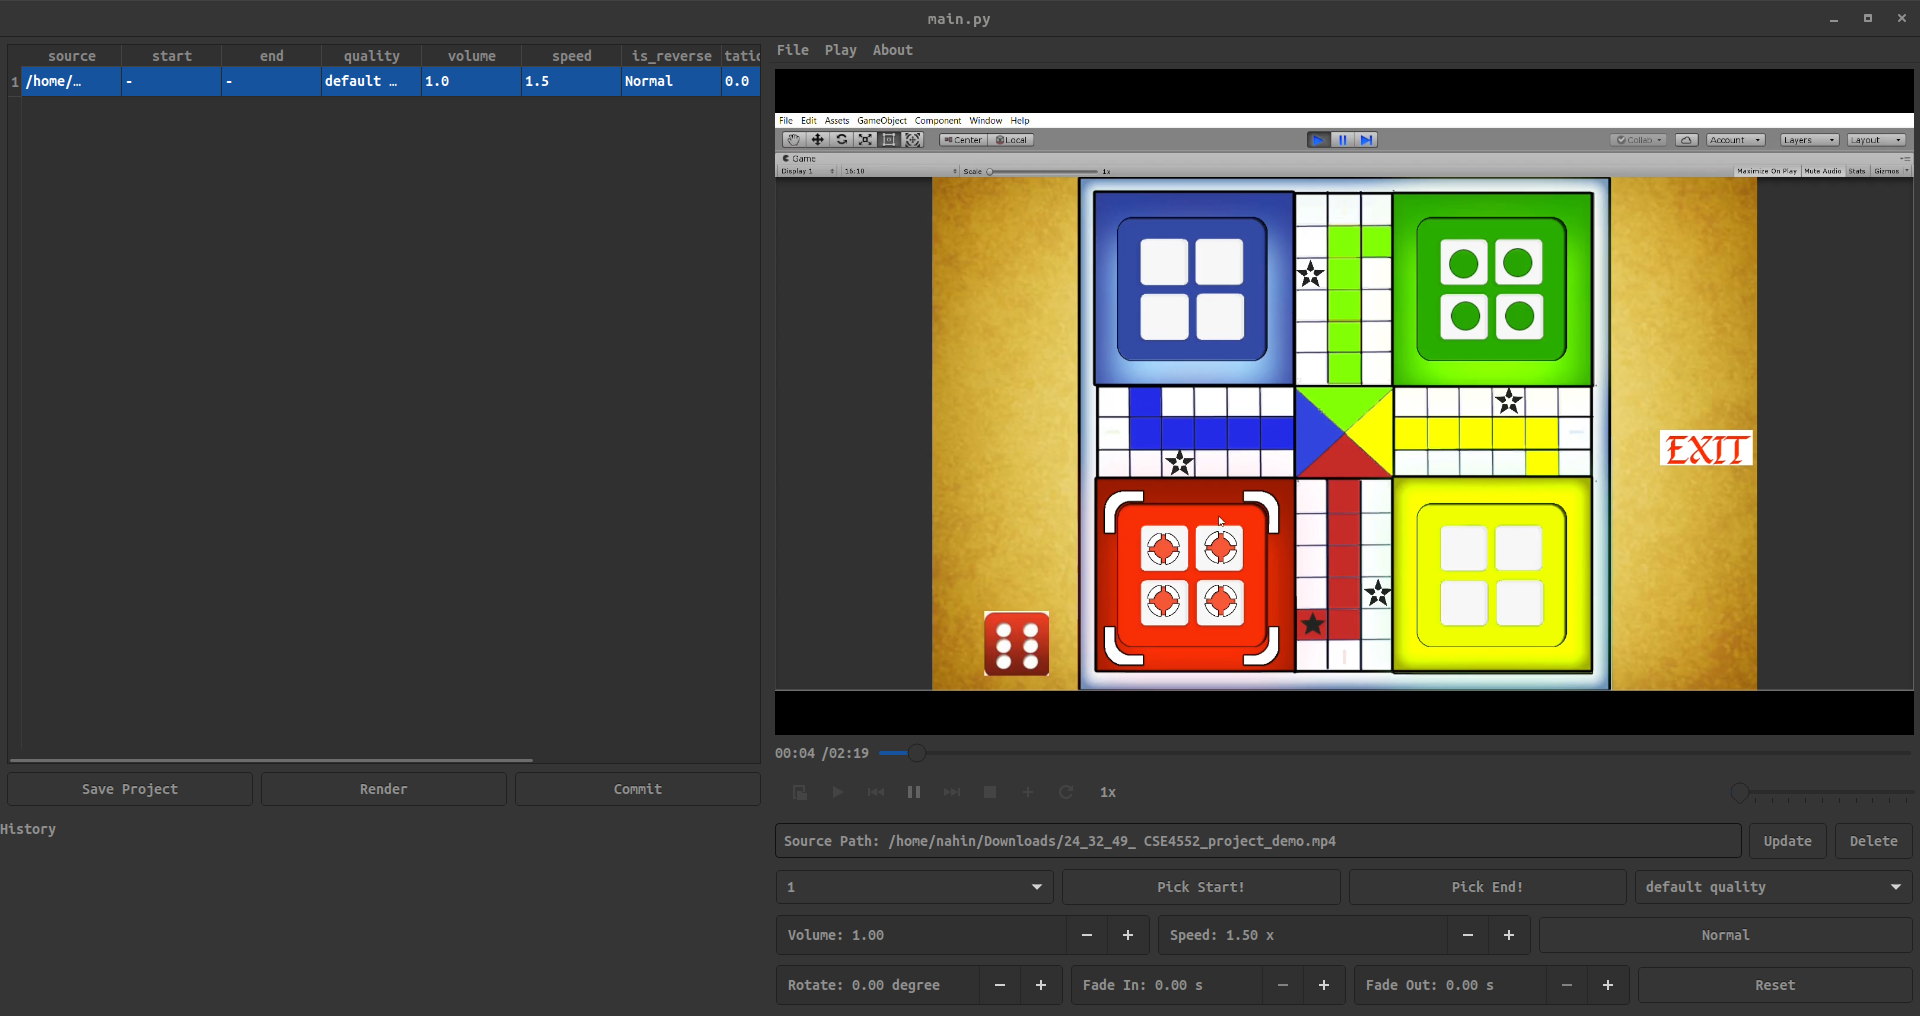 main.py
source start end quality volume speed is_reverse tatic
1 /home/… - - default … 1.0 1.5 Normal 0.0
Save Project Render Commit
History
File Play About
File Edit Assets GameObject Component Window Help
Center Local Collab Account Layers Layout
Game
Display 1 16:10 Scale 1x Maximize On Play Mute Audio Stats Gizmos
EXIT
00:04 /02:19
1x
Source Path: /home/nahin/Downloads/24_32_49_ CSE4552_project_demo.mp4 Update Delete
1 Pick Start! Pick End! default quality
Volume: 1.00 − + Speed: 1.50 x − + Normal
Rotate: 0.00 degree − + Fade In: 0.00 s − + Fade Out: 0.00 s − + Reset